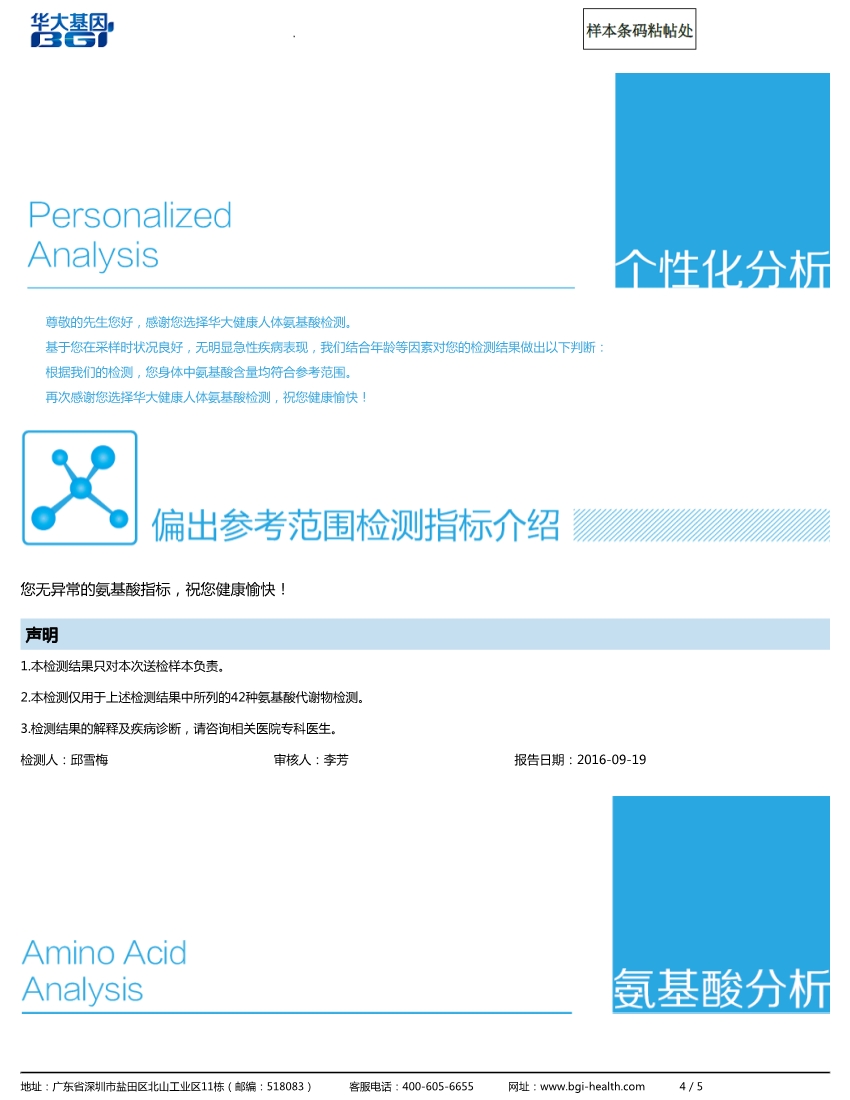 华大基因
BGI
样本条码粘帖处
Personalized
Analysis
个性化分析
尊敬的先生您好，感谢您选择华大健康人体氨基酸检测。
基于您在采样时状况良好，无明显急性疾病表现，我们结合年龄等因素对您的检测结果做出以下判断：
根据我们的检测，您身体中氨基酸含量均符合参考范围。
再次感谢您选择华大健康人体氨基酸检测，祝您健康愉快！
偏出参考范围检测指标介绍
您无异常的氨基酸指标，祝您健康愉快！
声明
1.本检测结果只对本次送检样本负责。
2.本检测仅用于上述检测结果中所列的42种氨基酸代谢物检测。
3.检测结果的解释及疾病诊断，请咨询相关医院专科医生。
检测人：邱雪梅 审核人：李芳 报告日期：2016-09-19
Amino Acid
Analysis
氨基酸分析
地址：广东省深圳市盐田区北山工业区11栋（邮编：518083） 客服电话：400-605-6655 网址：www.bgi-health.com 4 / 5